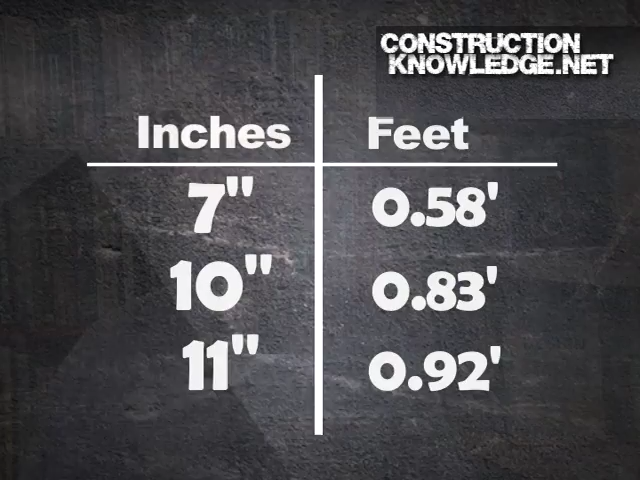 CONSTRUCTION
KNOWLEDGE.NET
Inches Feet
7" 0.58'
10" 0.83'
11" 0.92'